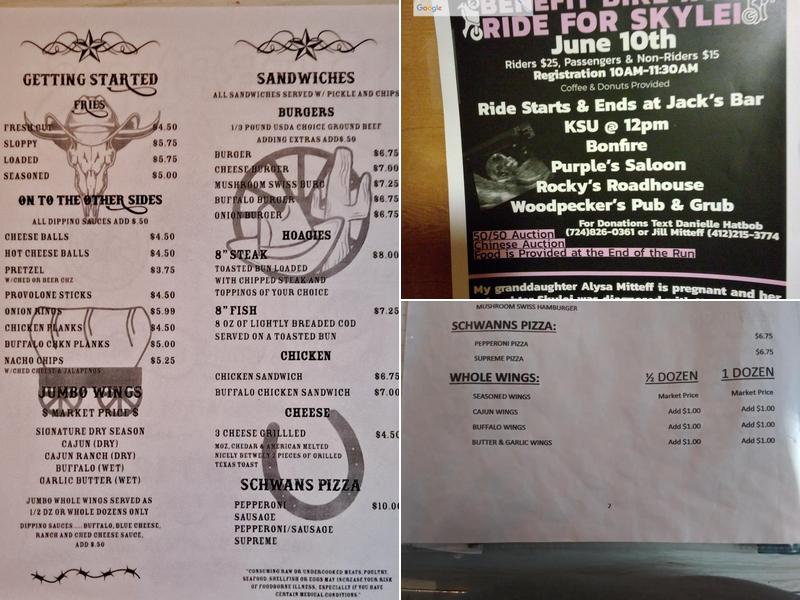 GETTING STARTED
FRIES
FRESH CUT $4.50
SLOPPY $5.75
LOADED $5.75
SEASONED $5.00
ON TO THE OTHER SIDES
ALL DIPPING SAUCES ADD $.50
CHEESE BALLS $4.50
HOT CHEESE BALLS $4.50
PRETZEL $3.75
W/CHED OR BEER CHZ
PROVOLONE STICKS $4.50
ONION RINGS $5.99
CHICKEN PLANKS $4.50
BUFFALO CHKN PLANKS $5.00
NACHO CHIPS $5.25
W/CHED CHEESE & JALAPENOS
JUMBO WINGS
$ MARKET PRICE $
SIGNATURE DRY SEASON
CAJUN (DRY)
CAJUN RANCH (DRY)
BUFFALO (WET)
GARLIC BUTTER (WET)
JUMBO WHOLE WINGS SERVED AS
1/2 DZ OR WHOLE DOZENS ONLY
DIPPING SAUCES.....BUFFALO, BLUE CHEESE,
RANCH AND CHED CHEESE SAUCE,
ADD $.50
SANDWICHES
ALL SANDWICHES SERVED W/ PICKLE AND CHIPS
BURGERS
1/3 POUND USDA CHOICE GROUND BEEF
ADDING EXTRAS ADD$.50
BURGER $6.75
CHEESE BURGER $7.00
MUSHROOM SWISS BURG $7.25
BUFFALO BURGER $6.75
ONION BURGER $6.75
HOAGIES
8" STEAK $8.00
TOASTED BUN LOADED
WITH CHIPPED STEAK AND
TOPPINGS OF YOUR CHOICE
8" FISH $7.25
8 OZ OF LIGHTLY BREADED COD
SERVED ON A TOASTED BUN
CHICKEN
CHICKEN SANDWICH $6.75
BUFFALO CHICKEN SANDWICH $7.00
CHEESE
3 CHEESE GRILLLED $4.50
MOZ, CHEDAR & AMERICAN MELTED
NICELY BETWEEN 2 PIECES OF GRILLED
TEXAS TOAST
SCHWANS PIZZA
PEPPERONI $10.00
SAUSAGE
PEPPERONI/SAUSAGE
SUPREME
"CONSUMING RAW OR UNDERCOOKED MEATS, POULTRY,
SEAFOOD, SHELLFISH OR EGGS MAY INCREASE YOUR RISK
OF FOODBORNE ILLNESS, ESPECIALLY IF YOU HAVE
CERTAIN MEDICAL CONDITIONS."
Google
BENEFIT BIKE
RIDE FOR SKYLEI
June 10th
Riders $25, Passengers & Non-Riders $15
Registration 10AM-11:30AM
Coffee & Donuts Provided
Ride Starts & Ends at Jack's Bar
KSU @ 12pm
Bonfire
Purple's Saloon
Rocky's Roadhouse
Woodpecker's Pub & Grub
For Donations Text Danielle Hatbob
(724)826-0361 or Jill Mitteff (412)215-3774
50/50 Auction
Chinese Auction
Food is Provided at the End of the Run
My granddaughter Alysa Mitteff is pregnant and her
Skylei was diagnosed with
MUSHROOM SWISS HAMBURGER
SCHWANNS PIZZA:
PEPPERONI PIZZA $6.75
SUPREME PIZZA $6.75
WHOLE WINGS: ½ DOZEN 1 DOZEN
SEASONED WINGS Market Price Market Price
CAJUN WINGS Add $1.00 Add $1.00
BUFFALO WINGS Add $1.00 Add $1.00
BUTTER & GARLIC WINGS Add $1.00 Add $1.00
2